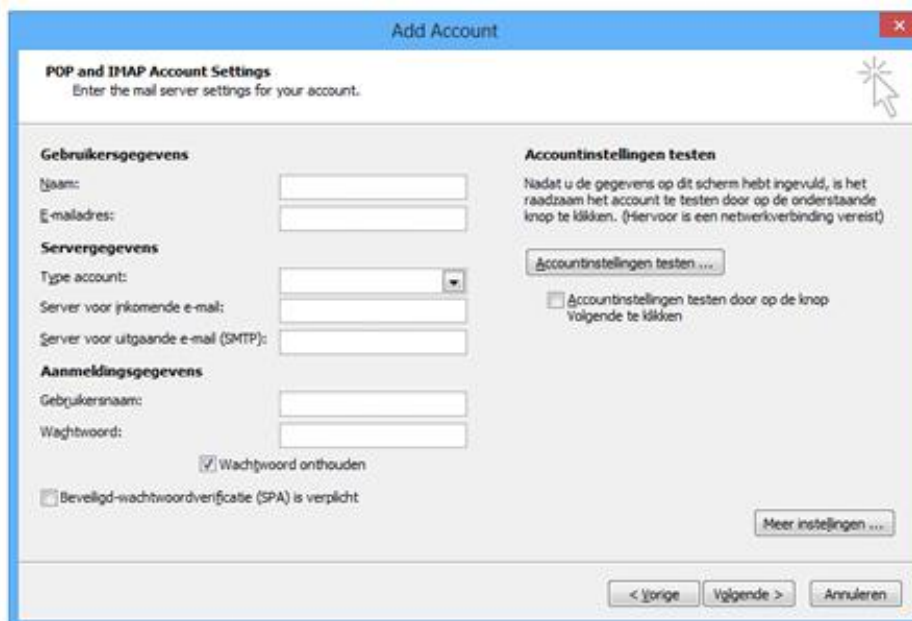 Add Account
POP and IMAP Account Settings
Enter the mail server settings for your account.
Gebruikersgegevens
Naam:
E-mailadres:
Servergegevens
Type account:
Server voor inkomende e-mail:
Server voor uitgaande e-mail (SMTP):
Aanmeldingsgegevens
Gebruikersnaam:
Wachtwoord:
Wachtwoord onthouden
Beveiligd-wachtwoordverificatie (SPA) is verplicht
Accountinstellingen testen
Nadat u de gegevens op dit scherm hebt ingevuld, is het
raadzaam het account te testen door op de onderstaande
knop te klikken. (Hiervoor is een netwerkverbinding vereist)
Accountinstellingen testen ...
Accountinstellingen testen door op de knop
Volgende te klikken
Meer instellingen ...
< Vorige
Volgende >
Annuleren